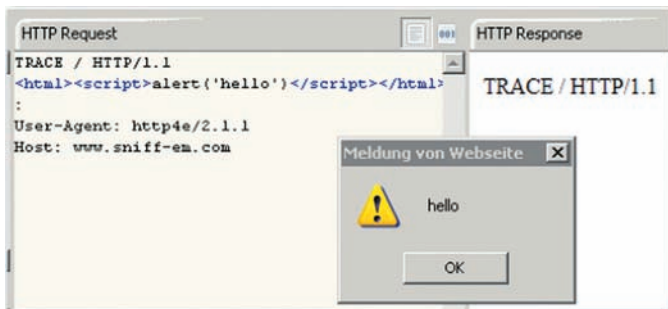 HTTP Request
TRACE / HTTP/1.1
<html><script>alert('hello')</script></html>
:
User-Agent: http4e/2.1.1
Host: www.sniff-em.com
HTTP Response
TRACE / HTTP/1.1
Meldung von Webseite
hello
OK